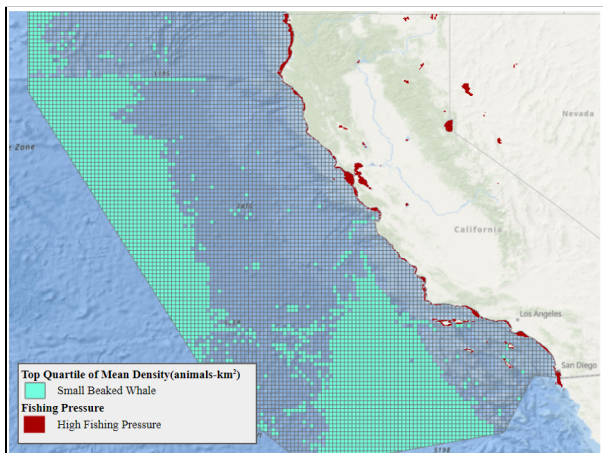 Nevada
e Zone
California
Los Angeles
San Diego
Top Quartile of Mean Density(animals-km²)
Small Beaked Whale
Fishing Pressure
High Fishing Pressure